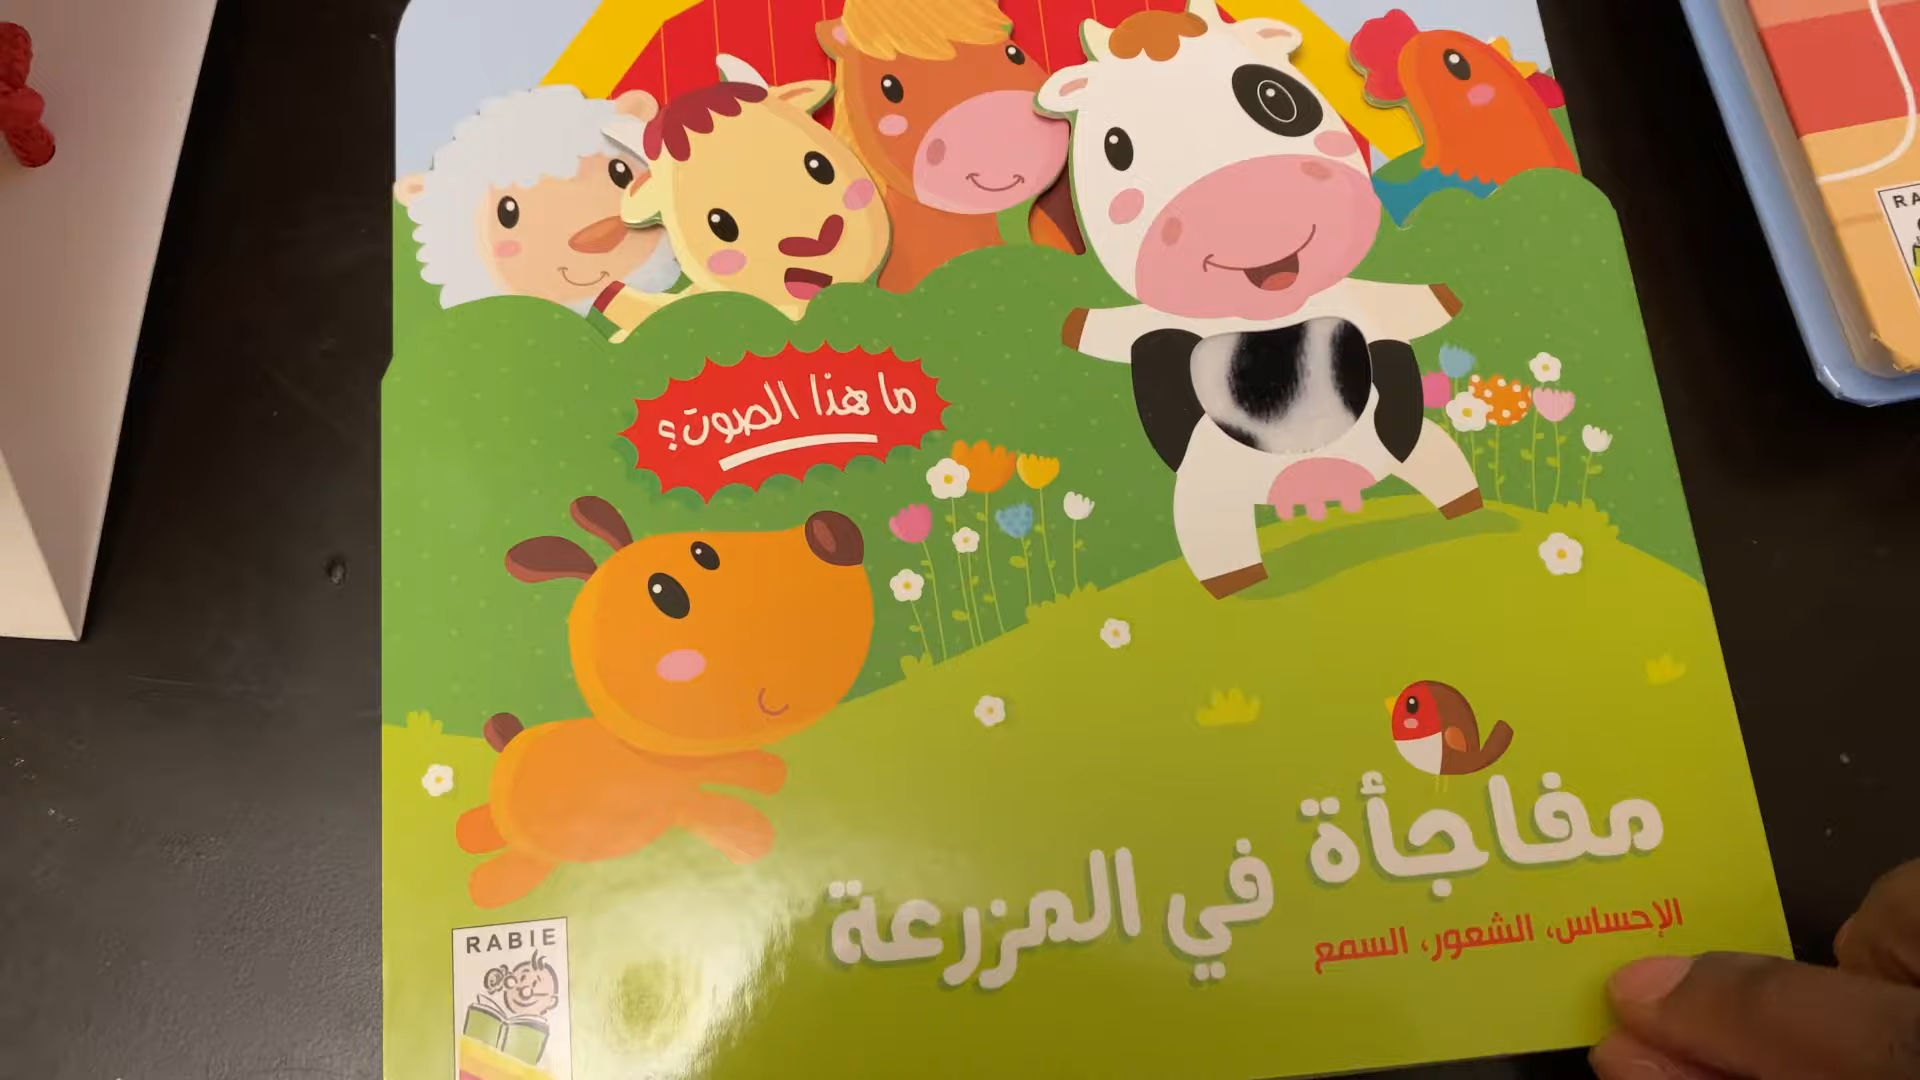 ما هذا الصوت؟
مفاجأة
في المزرعة
الإحساس، الشعور، السمع
RABIE